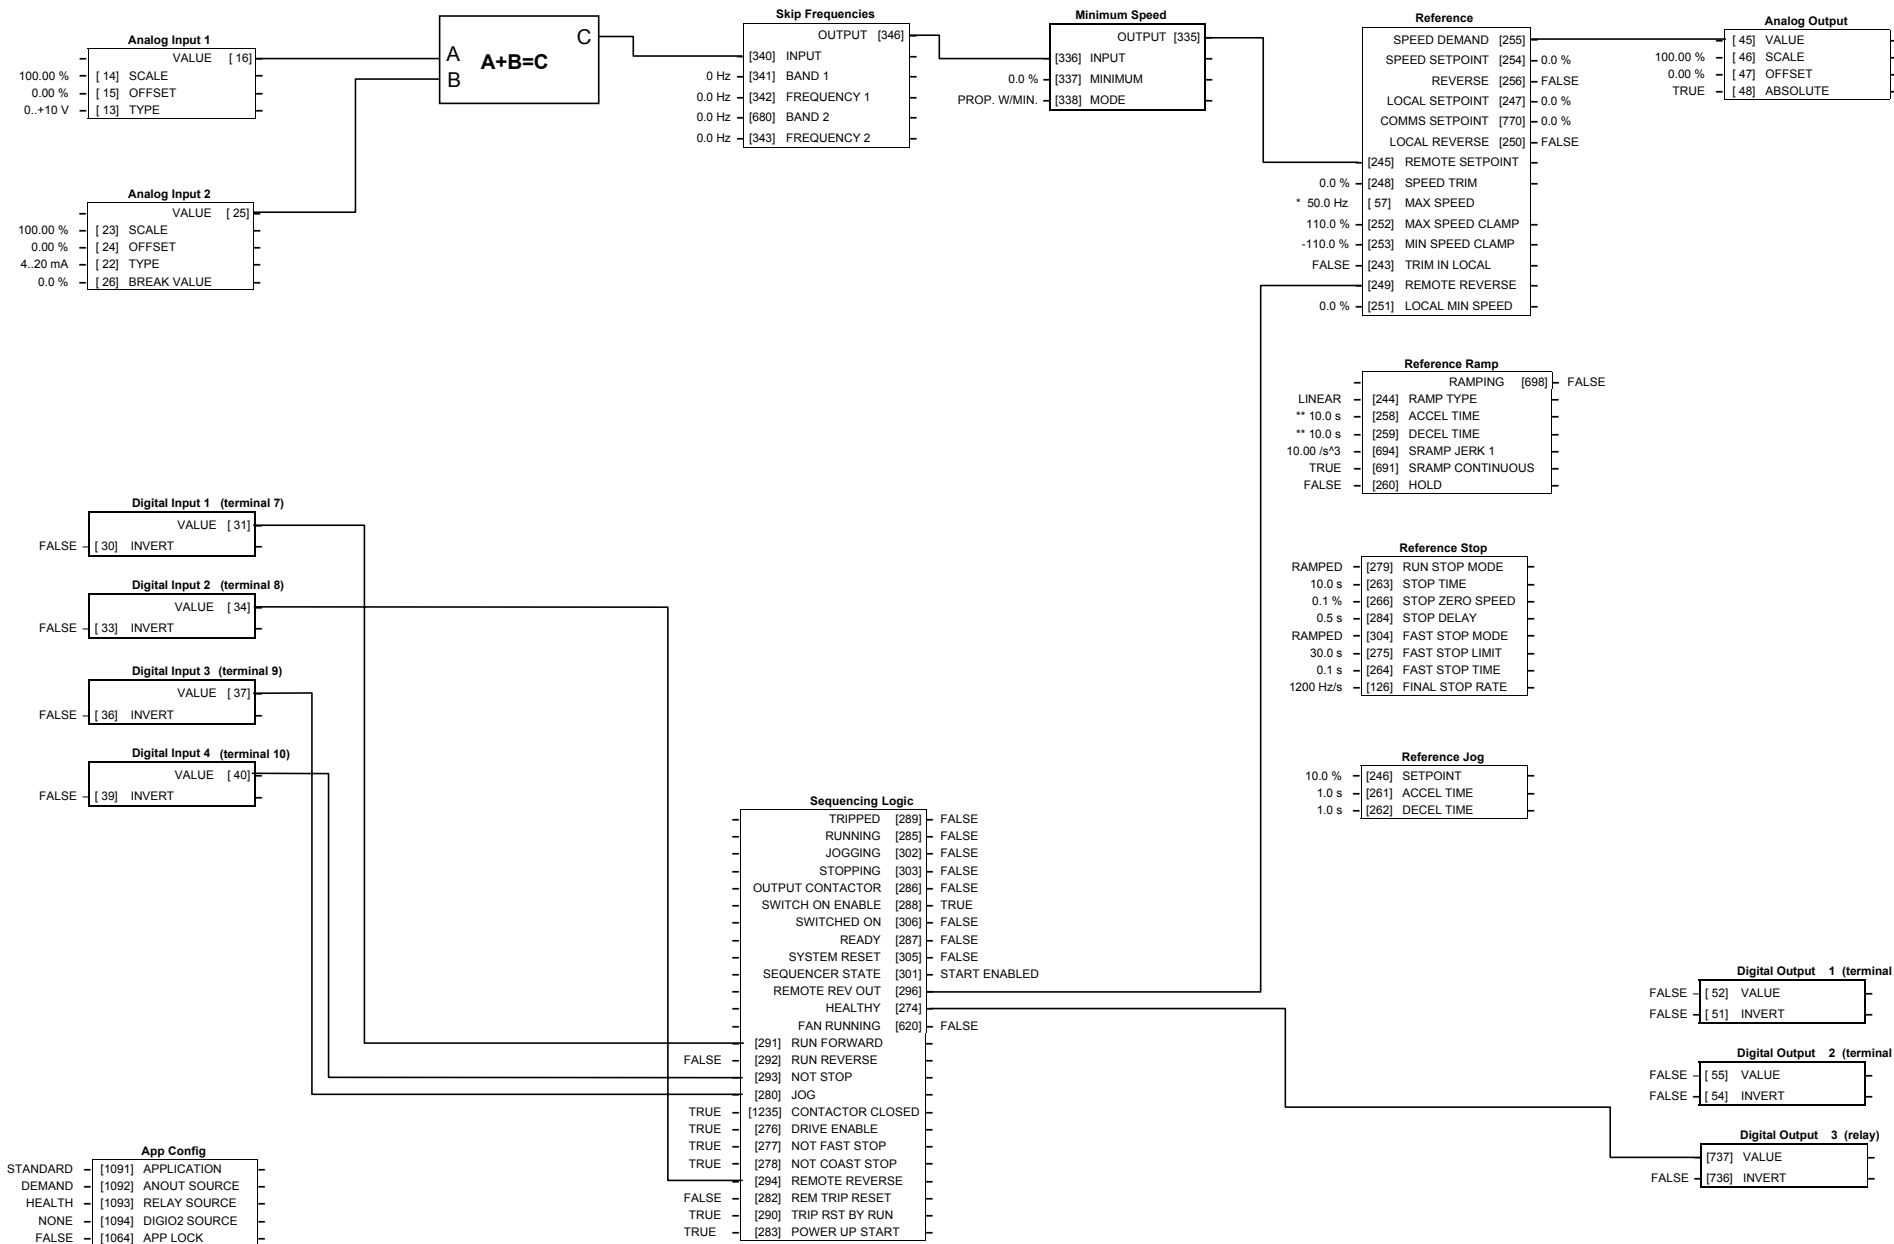 Analog Input 1
VALUE [ 16]
100.00 % [ 14] SCALE
0.00 % [ 15] OFFSET
0..+10 V [ 13] TYPE
Analog Input 2
VALUE [ 25]
100.00 % [ 23] SCALE
0.00 % [ 24] OFFSET
4..20 mA [ 22] TYPE
0.0 % [ 26] BREAK VALUE
A
B
A+B=C
C
Skip Frequencies
OUTPUT [346]
[340] INPUT
0 Hz [341] BAND 1
0.0 Hz [342] FREQUENCY 1
0.0 Hz [680] BAND 2
0.0 Hz [343] FREQUENCY 2
Minimum Speed
OUTPUT [335]
[336] INPUT
0.0 % [337] MINIMUM
PROP. W/MIN. [338] MODE
Reference
SPEED DEMAND [255]
SPEED SETPOINT [254] 0.0 %
REVERSE [256] FALSE
LOCAL SETPOINT [247] 0.0 %
COMMS SETPOINT [770] 0.0 %
LOCAL REVERSE [250] FALSE
[245] REMOTE SETPOINT
0.0 % [248] SPEED TRIM
* 50.0 Hz [ 57] MAX SPEED
110.0 % [252] MAX SPEED CLAMP
-110.0 % [253] MIN SPEED CLAMP
FALSE [243] TRIM IN LOCAL
[249] REMOTE REVERSE
0.0 % [251] LOCAL MIN SPEED
Analog Output
[ 45] VALUE
100.00 % [ 46] SCALE
0.00 % [ 47] OFFSET
TRUE [ 48] ABSOLUTE
Reference Ramp
RAMPING [698] FALSE
LINEAR [244] RAMP TYPE
** 10.0 s [258] ACCEL TIME
** 10.0 s [259] DECEL TIME
10.00 /s^3 [694] SRAMP JERK 1
TRUE [691] SRAMP CONTINUOUS
FALSE [260] HOLD
Digital Input 1 (terminal 7)
VALUE [ 31]
FALSE [ 30] INVERT
Digital Input 2 (terminal 8)
VALUE [ 34]
FALSE [ 33] INVERT
Digital Input 3 (terminal 9)
VALUE [ 37]
FALSE [ 36] INVERT
Digital Input 4 (terminal 10)
VALUE [ 40]
FALSE [ 39] INVERT
Reference Stop
RAMPED [279] RUN STOP MODE
10.0 s [263] STOP TIME
0.1 % [266] STOP ZERO SPEED
0.5 s [284] STOP DELAY
RAMPED [304] FAST STOP MODE
30.0 s [275] FAST STOP LIMIT
0.1 s [264] FAST STOP TIME
1200 Hz/s [126] FINAL STOP RATE
Reference Jog
10.0 % [246] SETPOINT
1.0 s [261] ACCEL TIME
1.0 s [262] DECEL TIME
Sequencing Logic
TRIPPED [289] FALSE
RUNNING [285] FALSE
JOGGING [302] FALSE
STOPPING [303] FALSE
OUTPUT CONTACTOR [286] FALSE
SWITCH ON ENABLE [288] TRUE
SWITCHED ON [306] FALSE
READY [287] FALSE
SYSTEM RESET [305] FALSE
SEQUENCER STATE [301] START ENABLED
REMOTE REV OUT [296]
HEALTHY [274]
FAN RUNNING [620] FALSE
[291] RUN FORWARD
FALSE [292] RUN REVERSE
[293] NOT STOP
[280] JOG
TRUE [1235] CONTACTOR CLOSED
TRUE [276] DRIVE ENABLE
TRUE [277] NOT FAST STOP
TRUE [278] NOT COAST STOP
[294] REMOTE REVERSE
FALSE [282] REM TRIP RESET
TRUE [290] TRIP RST BY RUN
TRUE [283] POWER UP START
Digital Output 1 (terminal
FALSE [ 52] VALUE
FALSE [ 51] INVERT
Digital Output 2 (terminal
FALSE [ 55] VALUE
FALSE [ 54] INVERT
Digital Output 3 (relay)
[737] VALUE
FALSE [736] INVERT
App Config
STANDARD [1091] APPLICATION
DEMAND [1092] ANOUT SOURCE
HEALTH [1093] RELAY SOURCE
NONE [1094] DIGIO2 SOURCE
FALSE [1064] APP LOCK